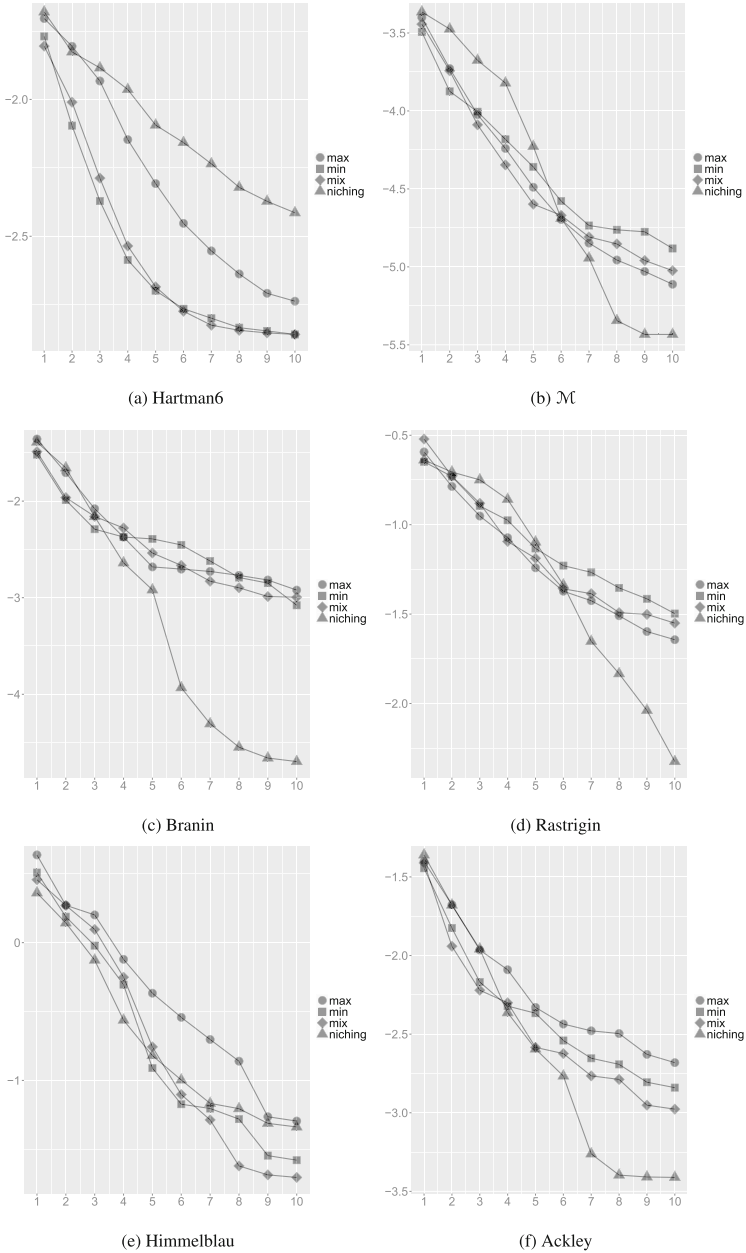 −2.0
−2.5
1 2 3 4 5 6 7 8 9 10
max
min
mix
niching
(a) Hartman6
−3.5
−4.0
−4.5
−5.0
−5.5
1 2 3 4 5 6 7 8 9 10
max
min
mix
niching
(b) ℳ
−2
−3
−4
1 2 3 4 5 6 7 8 9 10
max
min
mix
niching
(c) Branin
−0.5
−1.0
−1.5
−2.0
1 2 3 4 5 6 7 8 9 10
max
min
mix
niching
(d) Rastrigin
0
−1
1 2 3 4 5 6 7 8 9 10
max
min
mix
niching
(e) Himmelblau
−1.5
−2.0
−2.5
−3.0
−3.5
1 2 3 4 5 6 7 8 9 10
max
min
mix
niching
(f) Ackley